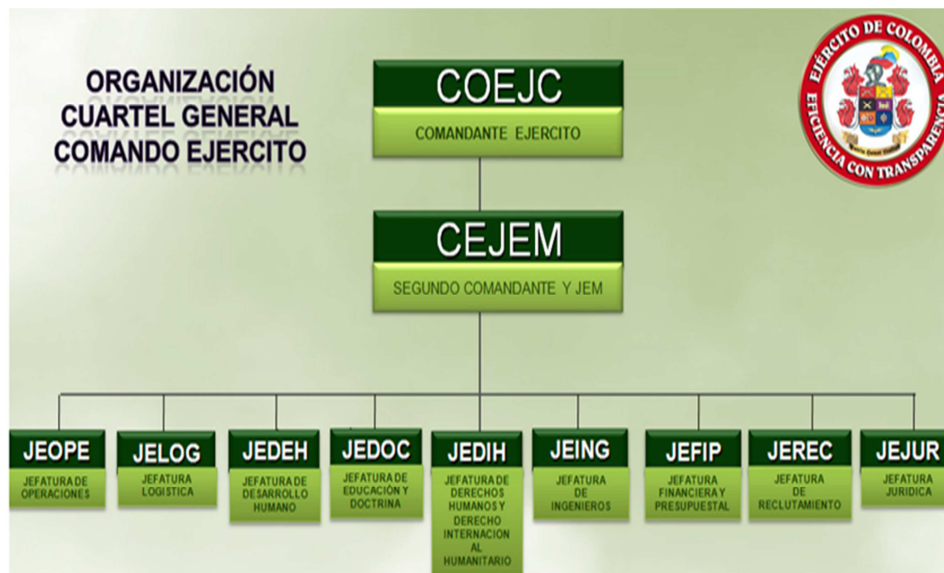 ORGANIZACIÓN
CUARTEL GENERAL
COMANDO EJERCITO
COEJC
COMANDANTE EJERCITO
EJÉRCITO DE COLOMBIA
EFICIENCIA CON TRANSPARENCIA
CEJEM
SEGUNDO COMANDANTE Y JEM
JEOPE
JEFATURA DE
OPERACIONES
JELOG
JEFATURA
LOGISTICA
JEDEH
JEFATURA DE
DESARROLLO
HUMANO
JEDOC
JEFATURA DE
EDUCACIÓN Y
DOCTRINA
JEDIH
JEFATURA DE
DERECHOS
HUMANOS Y
DERECHO
INTERNACION
AL
HUMANITARIO
JEING
JEFATURA
DE
INGENIEROS
JEFIP
JEFATURA
FINANCIERA Y
PRESUPUESTAL
JEREC
JEFATURA
DE
RECLUTAMIENTO
JEJUR
JEFATURA
JURIDICA